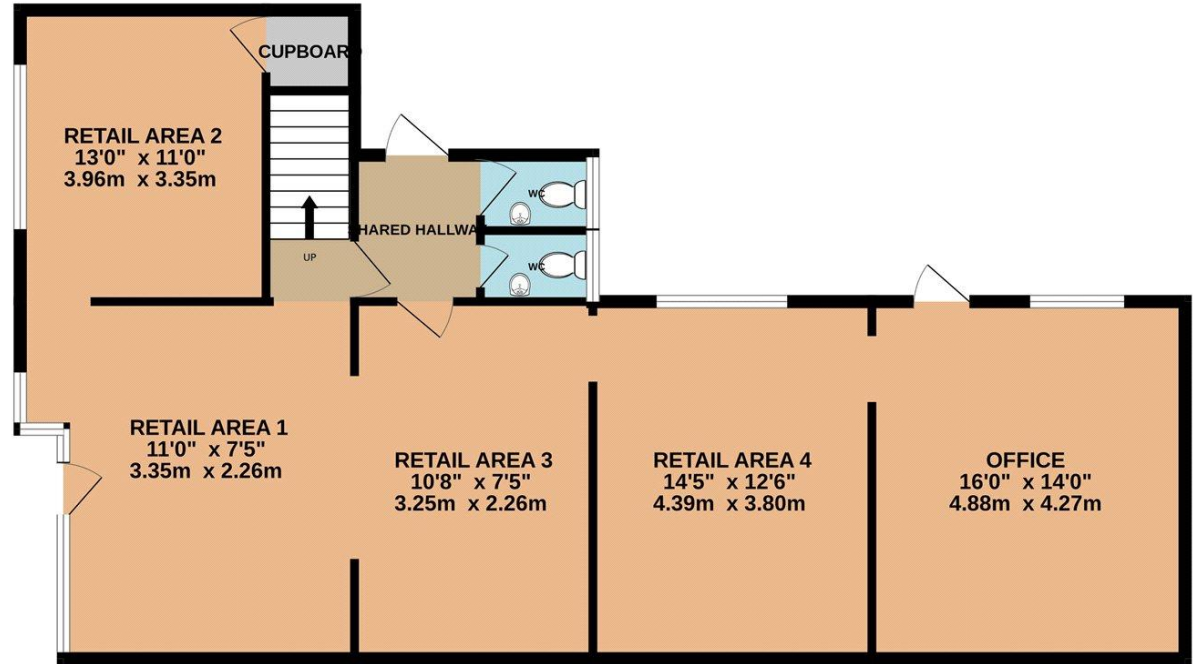 CUPBOARD
RETAIL AREA 2
13'0" x 11'0"
3.96m x 3.35m
WC
SHARED HALLWAY
UP
WC
RETAIL AREA 1
11'0" x 7'5"
3.35m x 2.26m
RETAIL AREA 3
10'8" x 7'5"
3.25m x 2.26m
RETAIL AREA 4
14'5" x 12'6"
4.39m x 3.80m
OFFICE
16'0" x 14'0"
4.88m x 4.27m